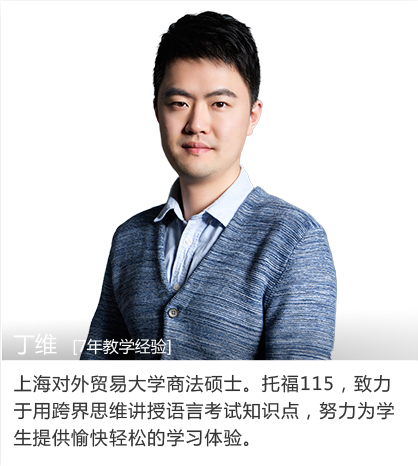 丁维 [7年教学经验]
上海对外贸易大学商法硕士。托福115，致力
于用跨界思维讲授语言考试知识点，努力为学
生提供愉快轻松的学习体验。